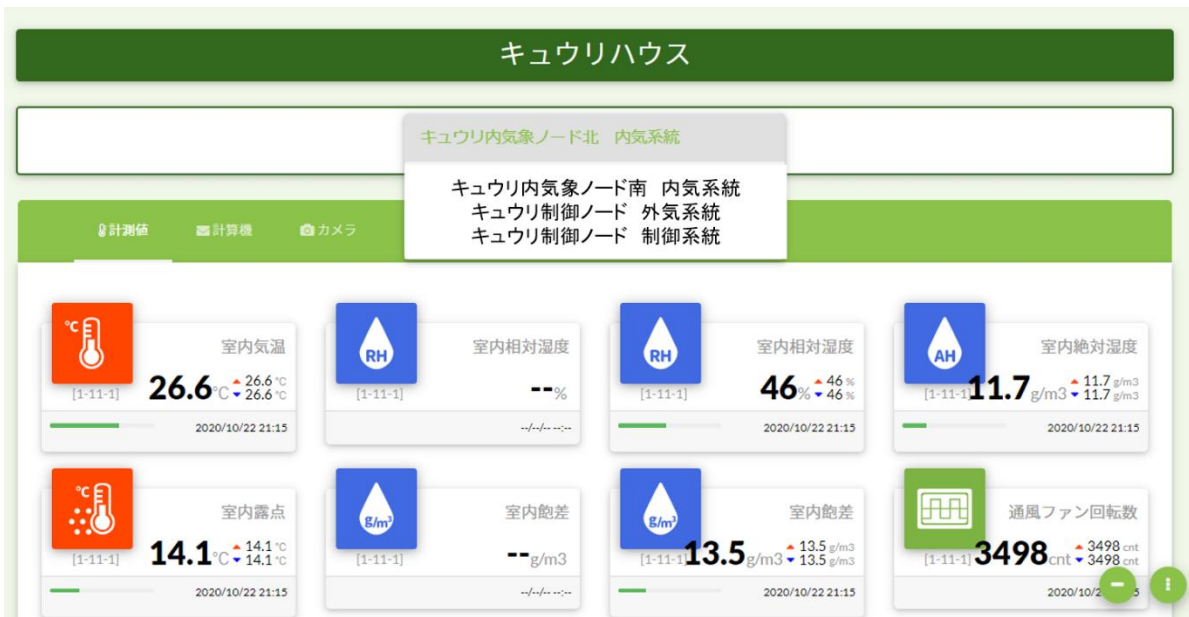 キュウリハウス
キュウリ内気象ノード北 内気系統
キュウリ内気象ノード南 内気系統
キュウリ制御ノード 外気系統
キュウリ制御ノード 制御系統
計測値 計算機 カメラ
℃
室内気温
[1-11-1] 26.6℃ 26.6 ℃
26.6 ℃
2020/10/22 21:15
RH
室内相対湿度
[1-11-1] --%
--/--/-- --:--
RH
室内相対湿度
[1-11-1] 46% 46 %
46 %
2020/10/22 21:15
AH
室内絶対湿度
[1-11-1] 11.7g/m3 11.7 g/m3
11.7 g/m3
2020/10/22 21:15
℃
室内露点
[1-11-1] 14.1℃ 14.1 ℃
14.1 ℃
2020/10/22 21:15
g/m³
室内飽差
[1-11-1] --g/m3
--/--/-- --:--
g/m³
室内飽差
[1-11-1] 13.5g/m3 13.5 g/m3
13.5 g/m3
2020/10/22 21:15
通風ファン回転数
[1-11-1] 3498cnt 3498 cnt
3498 cnt
2020/10/2